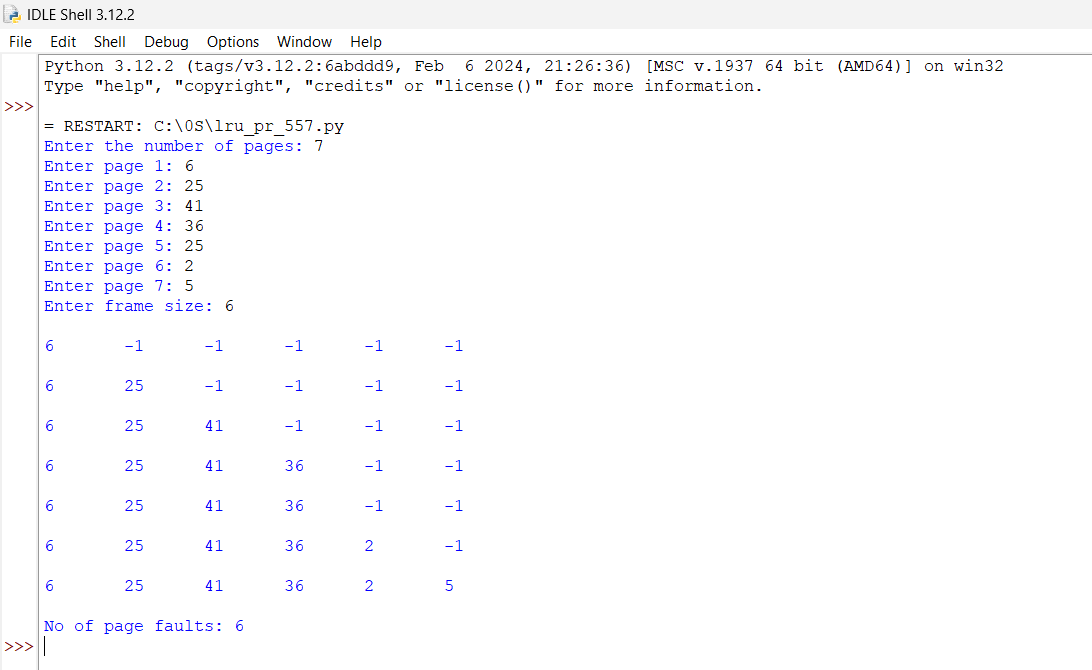 IDLE Shell 3.12.2
File Edit Shell Debug Options Window Help
Python 3.12.2 (tags/v3.12.2:6abddd9, Feb  6 2024, 21:26:36) [MSC v.1937 64 bit (AMD64)] on win32
Type "help", "copyright", "credits" or "license()" for more information.
>>>
= RESTART: C:\0S\lru_pr_557.py
Enter the number of pages: 7
Enter page 1: 6
Enter page 2: 25
Enter page 3: 41
Enter page 4: 36
Enter page 5: 25
Enter page 6: 2
Enter page 7: 5
Enter frame size: 6
6 -1 -1 -1 -1 -1
6 25 -1 -1 -1 -1
6 25 41 -1 -1 -1
6 25 41 36 -1 -1
6 25 41 36 -1 -1
6 25 41 36 2 -1
6 25 41 36 2 5
No of page faults: 6
>>>